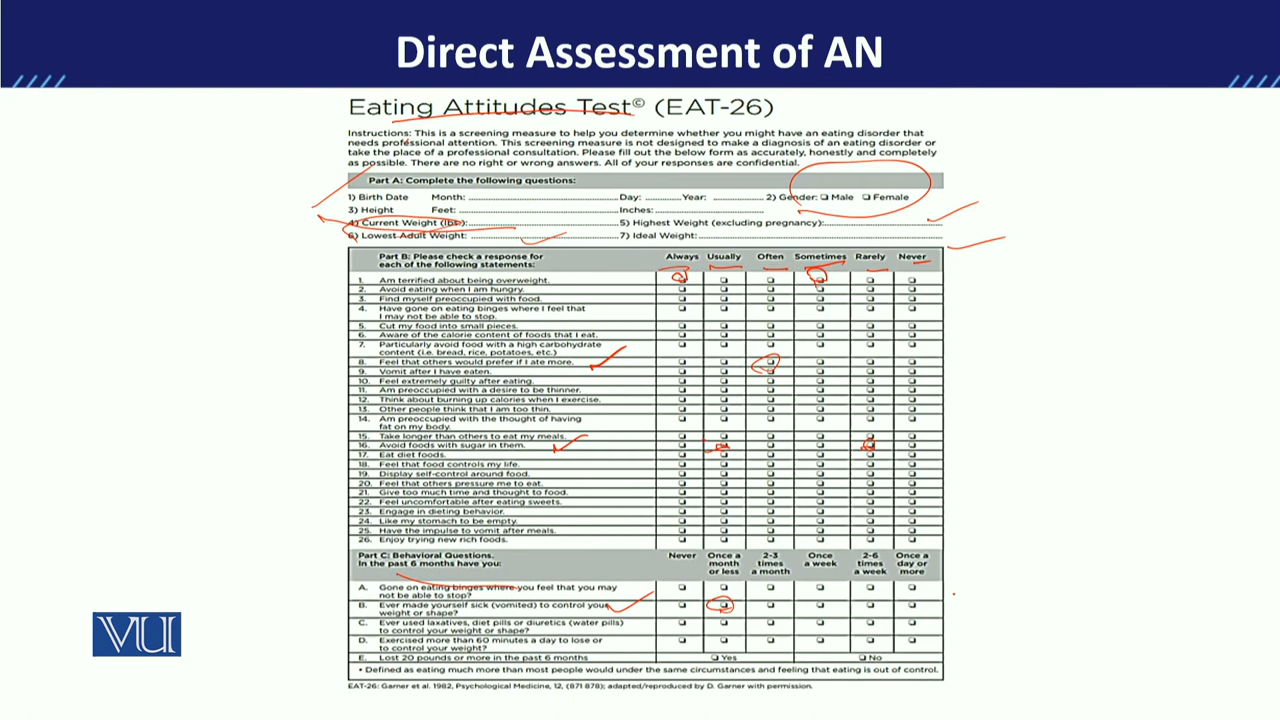 Direct Assessment of AN
Eating Attitudes Test© (EAT-26)
Instructions: This is a screening measure to help you determine whether you might have an eating disorder that
needs professional attention. This screening measure is not designed to make a diagnosis of an eating disorder or
take the place of a professional consultation. Please fill out the below form as accurately, honestly and completely
as possible. There are no right or wrong answers. All of your responses are confidential.
Part A: Complete the following questions:
1) Birth Date Month: Day: Year: 2) Gender: Male Female
3) Height Feet: Inches:
4) Current Weight (lbs.): 5) Highest Weight (excluding pregnancy):
6) Lowest Adult Weight: 7) Ideal Weight:
Part B: Please check a response for Always Usually Often Sometimes Rarely Never
each of the following statements:
1. Am terrified about being overweight.
2. Avoid eating when I am hungry.
3. Find myself preoccupied with food.
4. Have gone on eating binges where I feel that
I may not be able to stop.
5. Cut my food into small pieces.
6. Aware of the calorie content of foods that I eat.
7. Particularly avoid food with a high carbohydrate
content (i.e. bread, rice, potatoes, etc.)
8. Feel that others would prefer if I ate more.
9. Vomit after I have eaten.
10. Feel extremely guilty after eating.
11. Am preoccupied with a desire to be thinner.
12. Think about burning up calories when I exercise.
13. Other people think that I am too thin.
14. Am preoccupied with the thought of having
fat on my body.
15. Take longer than others to eat my meals.
16. Avoid foods with sugar in them.
17. Eat diet foods.
18. Feel that food controls my life.
19. Display self-control around food.
20. Feel that others pressure me to eat.
21. Give too much time and thought to food.
22. Feel uncomfortable after eating sweets.
23. Engage in dieting behavior.
24. Like my stomach to be empty.
25. Have the impulse to vomit after meals.
26. Enjoy trying new rich foods.
Part C: Behavioral Questions. Never Once a 2-3 Once 2-6 Once a
In the past 6 months have you: month times a week times day or
or less a month a week more
A. Gone on eating binges where you feel that you may
not be able to stop?
B. Ever made yourself sick (vomited) to control your
weight or shape?
C. Ever used laxatives, diet pills or diuretics (water pills)
to control your weight or shape?
D. Exercised more than 60 minutes a day to lose or
to control your weight?
E. Lost 20 pounds or more in the past 6 months Yes No
• Defined as eating much more than most people would under the same circumstances and feeling that eating is out of control.
EAT-26: Garner et al. 1982, Psychological Medicine, 12, (871 878); adapted/reproduced by D. Garner with permission.
VU